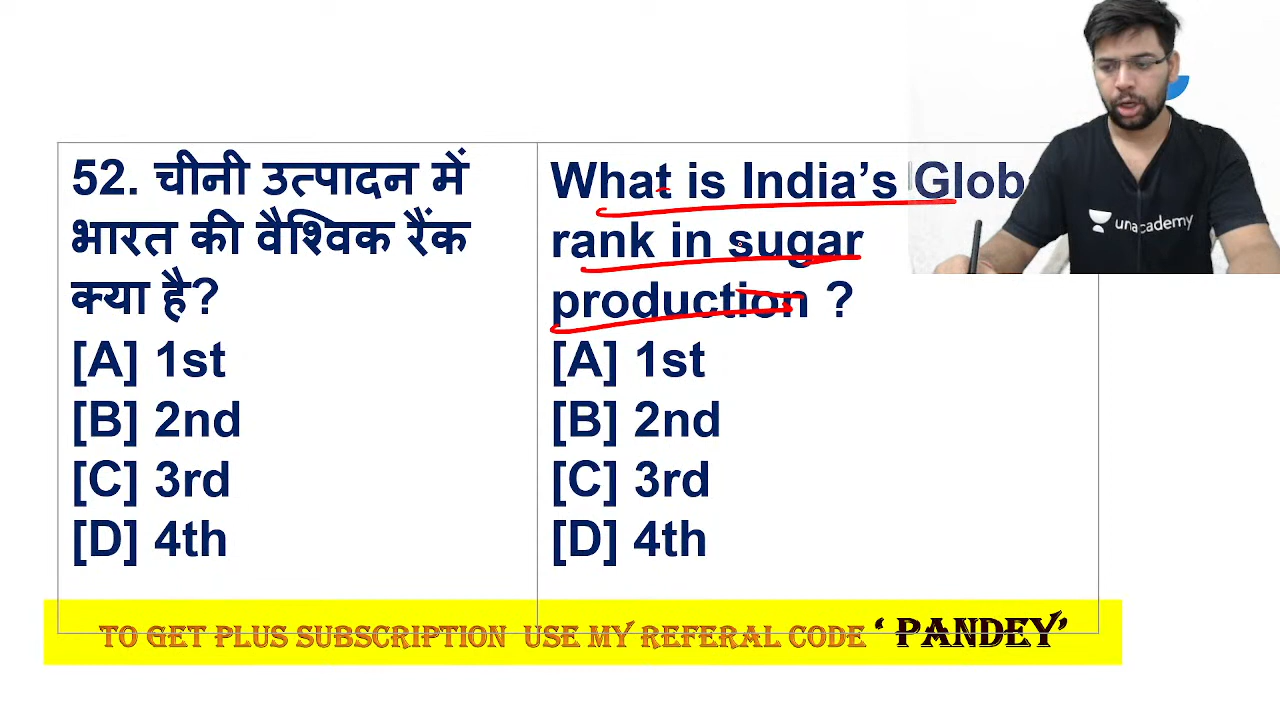 52. चीनी उत्पादन में
भारत की वैश्विक रैंक
क्या है?
[A] 1st
[B] 2nd
[C] 3rd
[D] 4th
What is India's Globa
rank in sugar
production ?
[A] 1st
[B] 2nd
[C] 3rd
[D] 4th
unacademy
TO GET PLUS SUBSCRIPTION USE MY REFERAL CODE ‘ PANDEY’